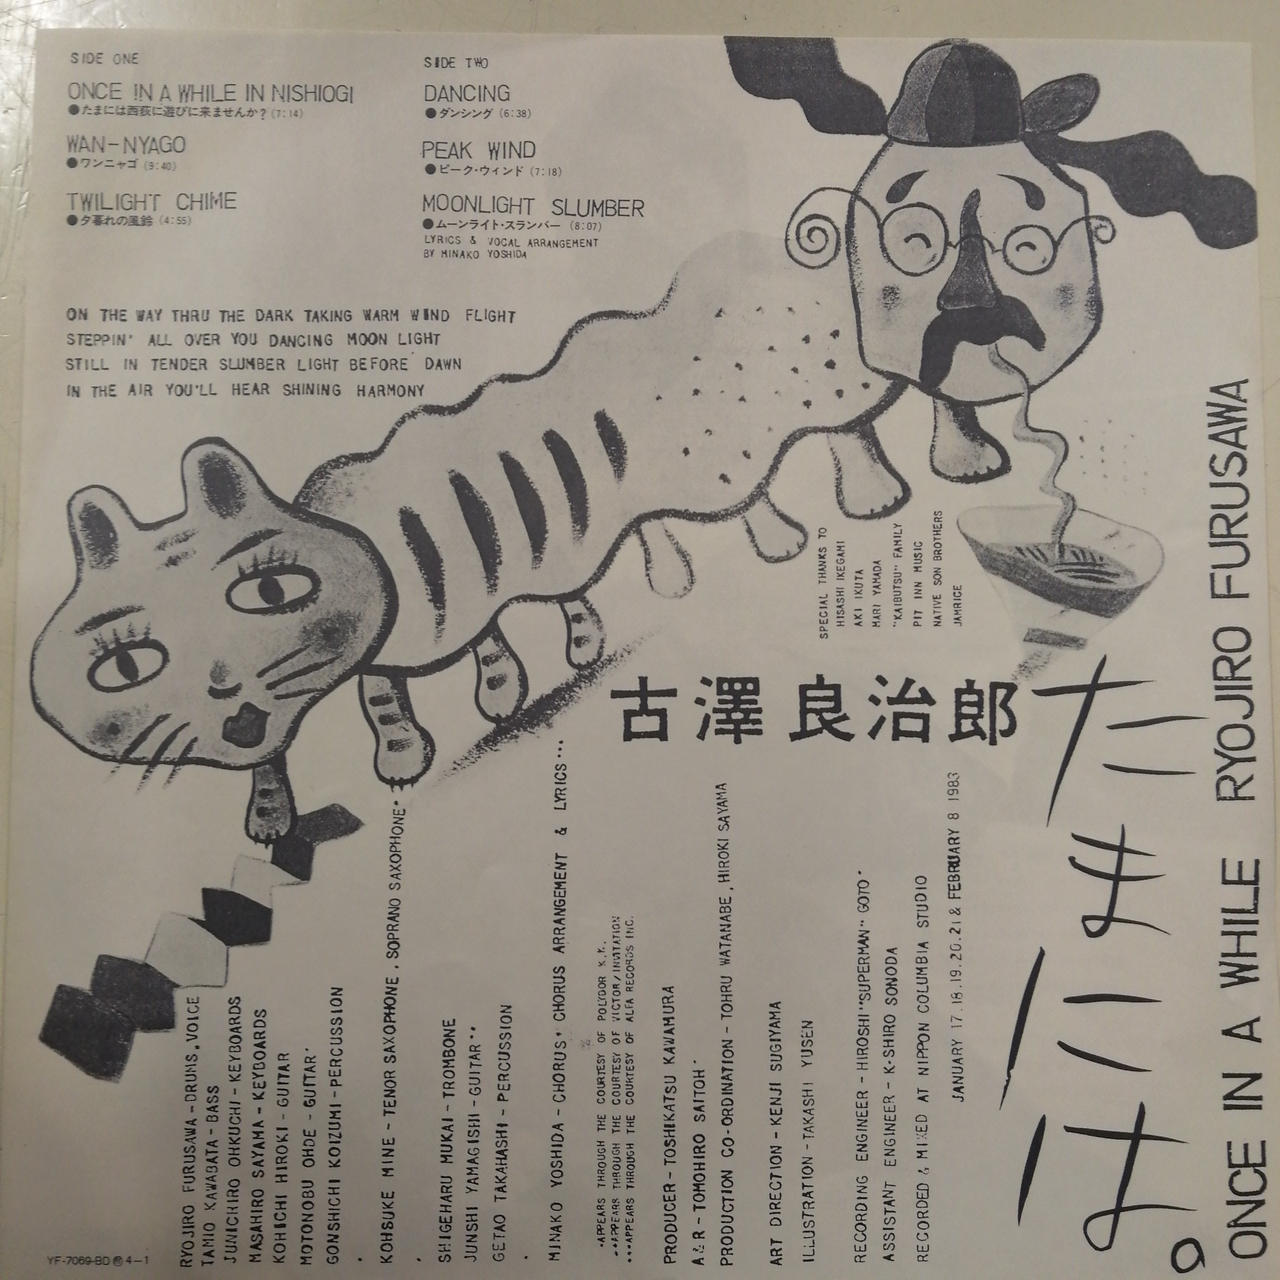 SIDE ONE
ONCE IN A WHILE IN NISHIOGI
●たまには西荻に遊びに来ませんか？(7:14)
WAN-NYAGO
●ワンニャゴ (9:40)
TWILIGHT CHIME
●夕暮れの風鈴 (4:55)
SIDE TWO
DANCING
●ダンシング (6:38)
PEAK WIND
●ピーク・ウィンド (7:18)
MOONLIGHT SLUMBER
●ムーンライト・スランバー (8:07)
LYRICS & VOCAL ARRANGEMENT
BY MINAKO YOSHIDA
ON THE WAY THRU THE DARK TAKING WARM WIND FLIGHT
STEPPIN' ALL OVER YOU DANCING MOON LIGHT
STILL IN TENDER SLUMBER LIGHT BEFORE DAWN
IN THE AIR YOU'LL HEAR SHINING HARMONY
SPECIAL THANKS TO
HISASHI IKEGAMI
AKI IKUTA
MARI YAMADA
"KAIBUTSU" FAMILY
PIT INN MUSIC
NATIVE SON BROTHERS
JAMRICE
古澤 良治郎
RYOJIRO FURUSAWA-DRUMS, VOICE
TAMIO KAWABATA-BASS
JUNICHIRO OHKUCHI-KEYBOARDS
MASAHIRO SAYAMA-KEYBOARDS
KOHICHI HIROKI-GUITAR
MOTONOBU OHDE-GUITAR
GONSHICHI KOIZUMI-PERCUSSION
KOHSUKE MINE-TENOR SAXOPHONE, SOPRANO SAXOPHONE•
SHIGEHARU MUKAI-TROMBONE
JUNSHI YAMAGISHI-GUITAR••
GETAO TAKAHASHI-PERCUSSION
MINAKO YOSHIDA-CHORUS, CHORUS ARRANGEMENT & LYRICS•••
•APPEARS THROUGH THE COURTESY OF POLYDOR K.K.
••APPEARS THROUGH THE COURTESY OF VICTOR/INVITATION
•••APPEARS THROUGH THE COURTESY OF ALFA RECORDS INC.
PRODUCER-TOSHIKATSU KAWAMURA
A&R-TOMOHIRO SAITOH
PRODUCTION CO-ORDINATION-TOHRU WATANABE, HIROKI SAYAMA
ART DIRECTION-KENJI SUGIYAMA
ILLUSTRATION-TAKASHI YUSEN
RECORDING ENGINEER-HIROSHI "SUPERMAN" GOTO
ASSISTANT ENGINEER-K·SHIRO SONODA
RECORDED & MIXED AT NIPPON COLUMBIA STUDIO
JANUARY 17.18.19.20.21 & FEBRUARY 8 1983
たまには。
ONCE IN A WHILE RYOJIRO FURUSAWA
YF-7069-BD Ⓟ4-1